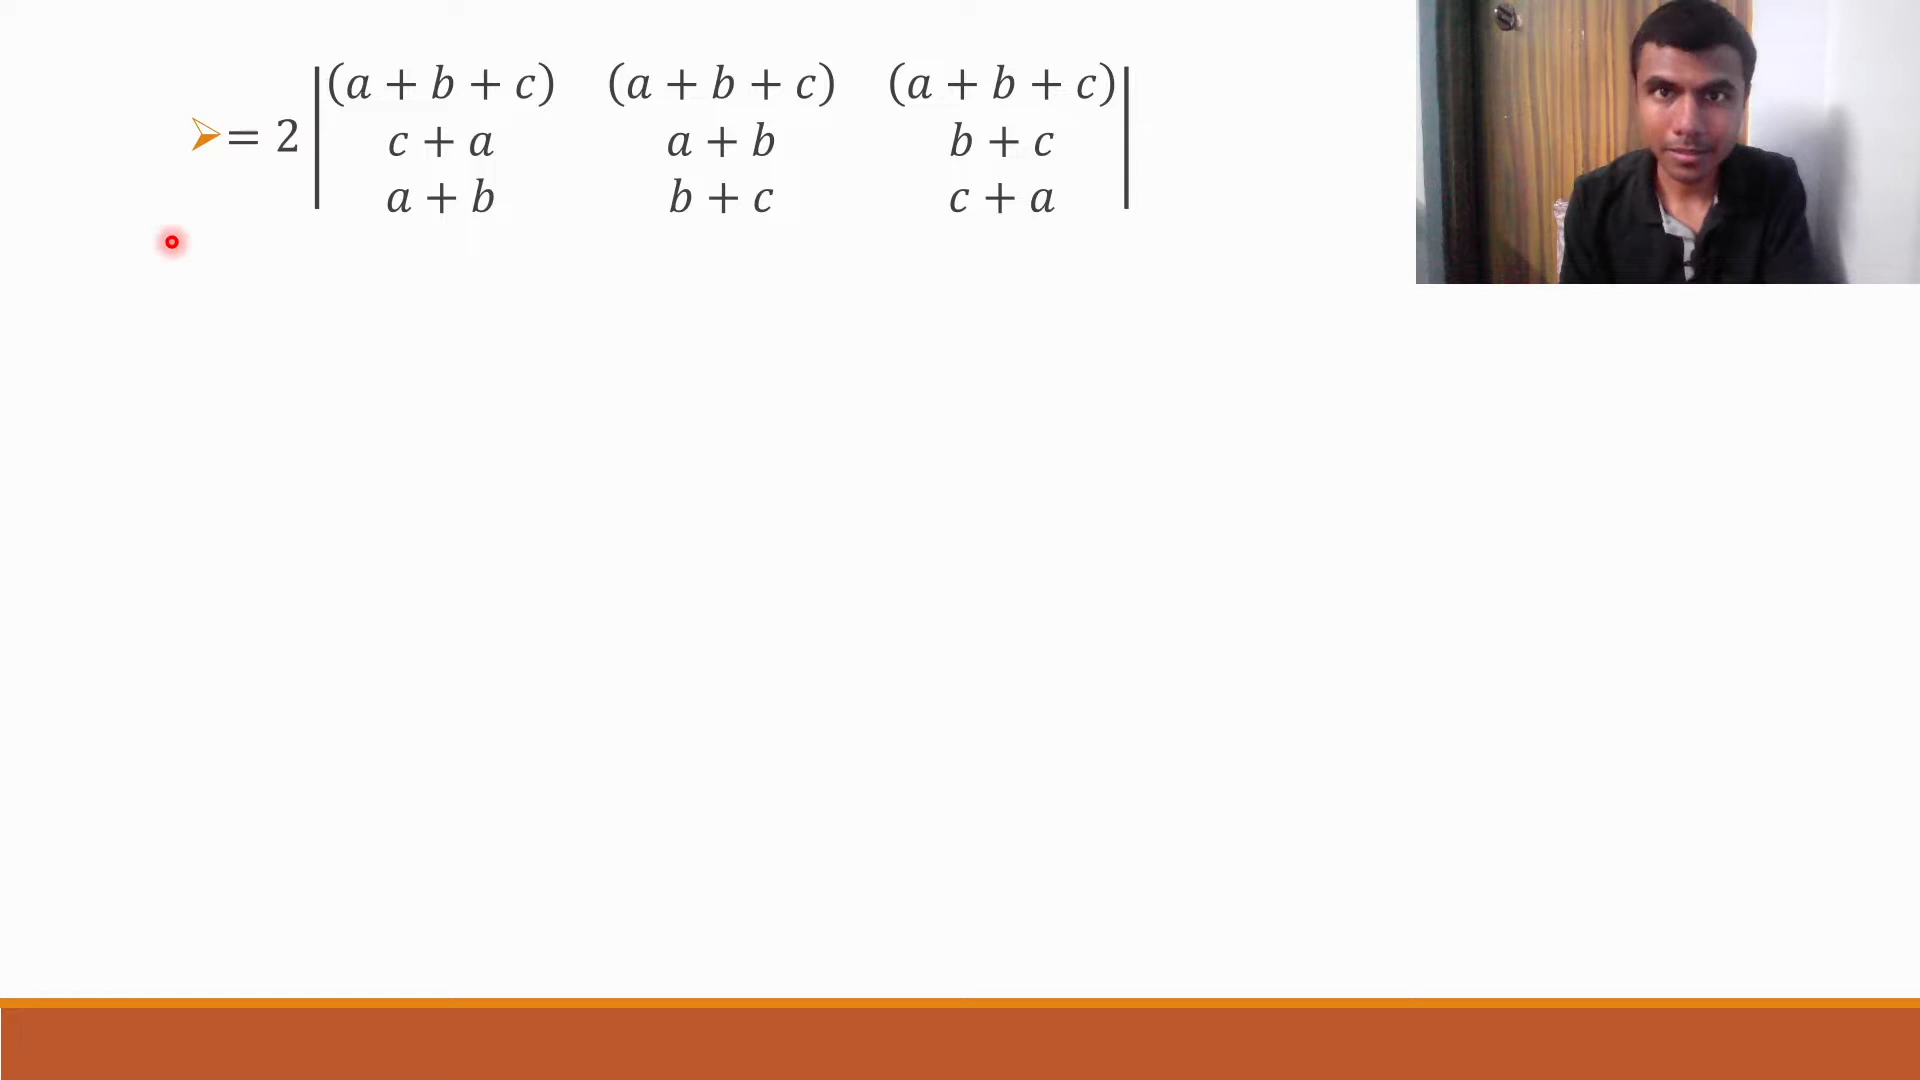 = 2 |(a + b + c) (a + b + c) (a + b + c)|
c + a a + b b + c
a + b b + c c + a